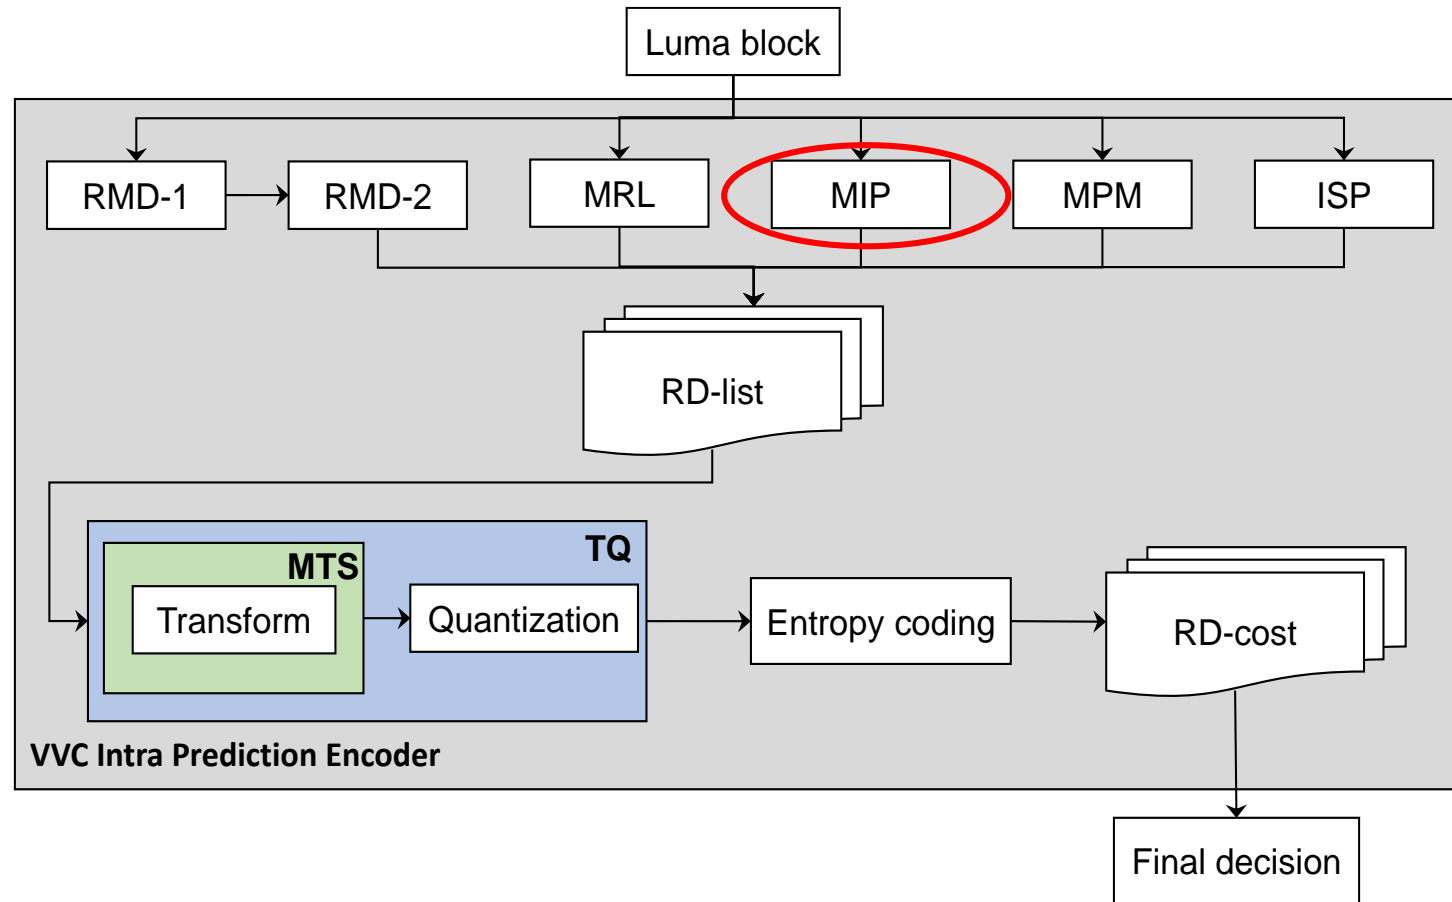 Luma block
RMD-1
RMD-2
MRL
MIP
MPM
ISP
RD-list
TQ
MTS
Transform
Quantization
Entropy coding
RD-cost
VVC Intra Prediction Encoder
Final decision